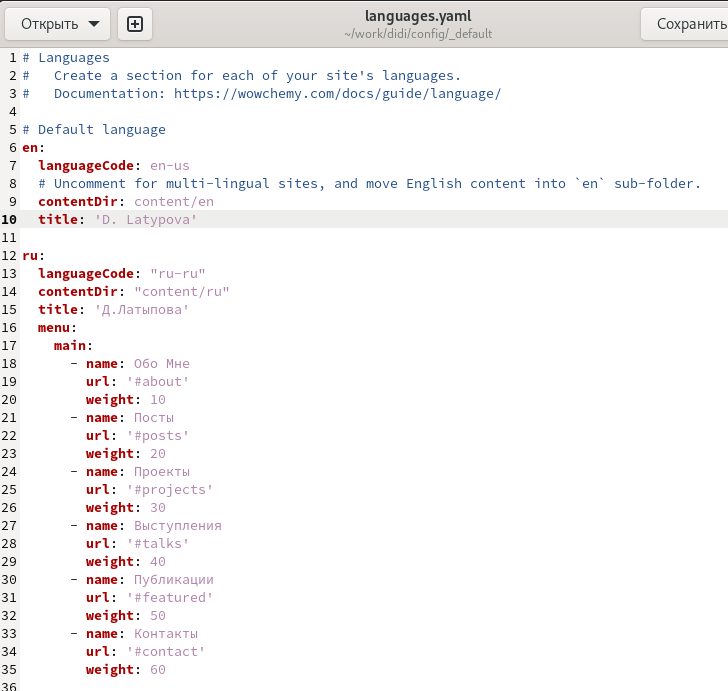 Открыть
languages.yaml
~/work/didi/config/_default
Сохранить
1 # Languages
2 #   Create a section for each of your site's languages.
3 #   Documentation: https://wowchemy.com/docs/guide/language/
4
5 # Default language
6 en:
7   languageCode: en-us
8   # Uncomment for multi-lingual sites, and move English content into `en` sub-folder.
9   contentDir: content/en
10   title: 'D. Latypova'
11
12 ru:
13   languageCode: "ru-ru"
14   contentDir: "content/ru"
15   title: 'Д.Латыпова'
16   menu:
17     main:
18       - name: Обо Мне
19         url: '#about'
20         weight: 10
21       - name: Посты
22         url: '#posts'
23         weight: 20
24       - name: Проекты
25         url: '#projects'
26         weight: 30
27       - name: Выступления
28         url: '#talks'
29         weight: 40
30       - name: Публикации
31         url: '#featured'
32         weight: 50
33       - name: Контакты
34         url: '#contact'
35         weight: 60
36